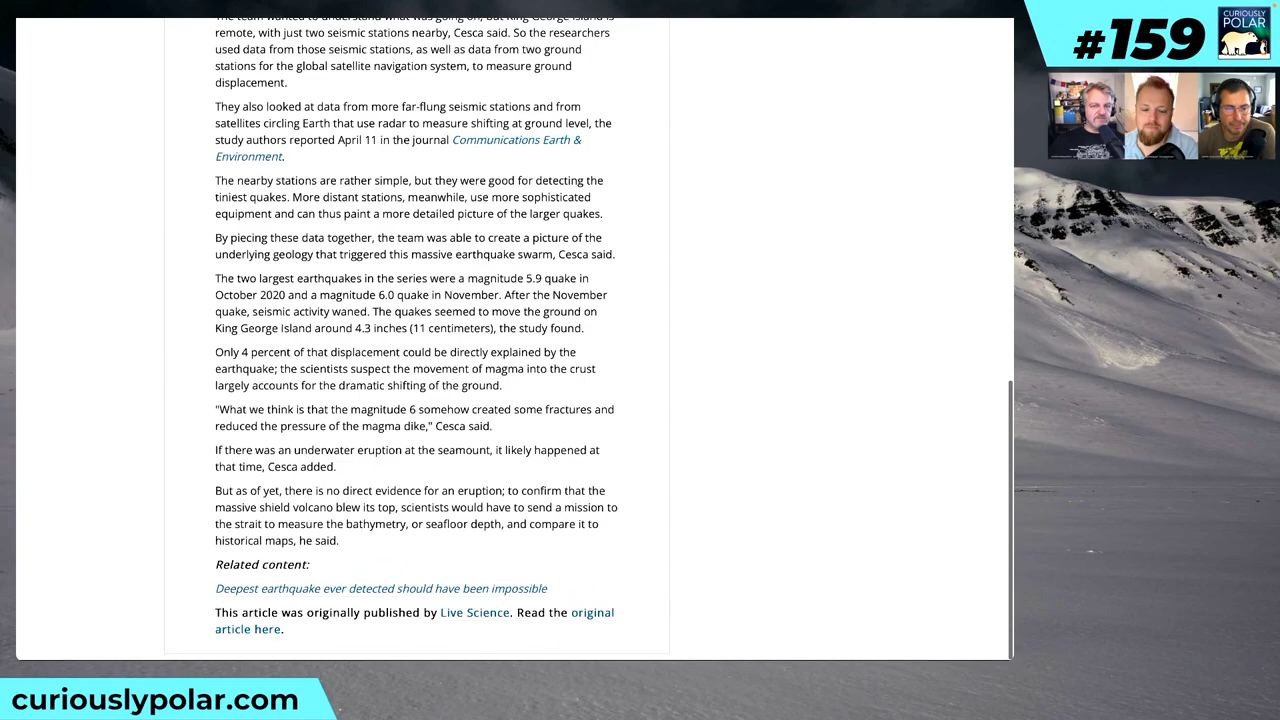 The team wanted to understand what was going on, but King George Island is
remote, with just two seismic stations nearby, Cesca said. So the researchers
used data from those seismic stations, as well as data from two ground
stations for the global satellite navigation system, to measure ground
displacement.
They also looked at data from more far-flung seismic stations and from
satellites circling Earth that use radar to measure shifting at ground level, the
study authors reported April 11 in the journal Communications Earth &
Environment.
The nearby stations are rather simple, but they were good for detecting the
tiniest quakes. More distant stations, meanwhile, use more sophisticated
equipment and can thus paint a more detailed picture of the larger quakes.
By piecing these data together, the team was able to create a picture of the
underlying geology that triggered this massive earthquake swarm, Cesca said.
The two largest earthquakes in the series were a magnitude 5.9 quake in
October 2020 and a magnitude 6.0 quake in November. After the November
quake, seismic activity waned. The quakes seemed to move the ground on
King George Island around 4.3 inches (11 centimeters), the study found.
Only 4 percent of that displacement could be directly explained by the
earthquake; the scientists suspect the movement of magma into the crust
largely accounts for the dramatic shifting of the ground.
"What we think is that the magnitude 6 somehow created some fractures and
reduced the pressure of the magma dike," Cesca said.
If there was an underwater eruption at the seamount, it likely happened at
that time, Cesca added.
But as of yet, there is no direct evidence for an eruption; to confirm that the
massive shield volcano blew its top, scientists would have to send a mission to
the strait to measure the bathymetry, or seafloor depth, and compare it to
historical maps, he said.
Related content:
Deepest earthquake ever detected should have been impossible
This article was originally published by Live Science. Read the original
article here.
#159
CURIOUSLY
POLAR
curiouslypolar.com